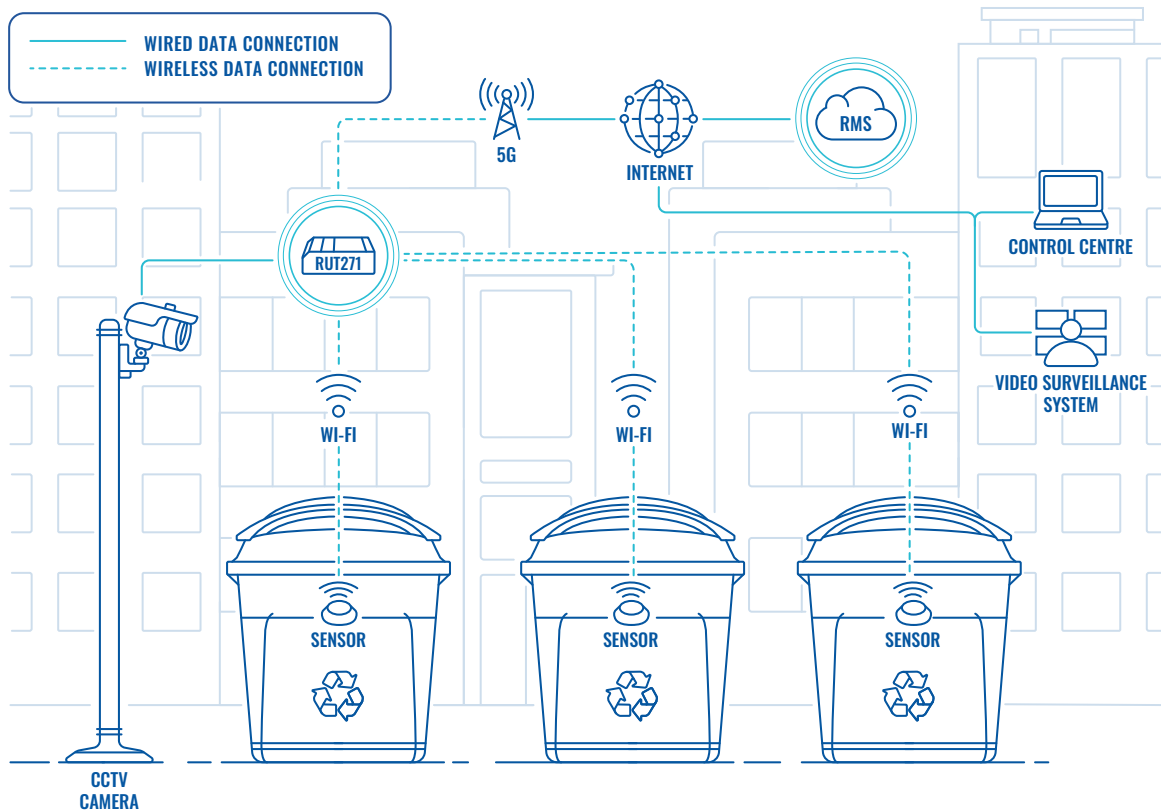 WIRED DATA CONNECTION
WIRELESS DATA CONNECTION
5G
INTERNET
RMS
RUT271
CONTROL CENTRE
VIDEO SURVEILLANCE
SYSTEM
WI-FI
WI-FI
WI-FI
SENSOR
SENSOR
SENSOR
CCTV
CAMERA